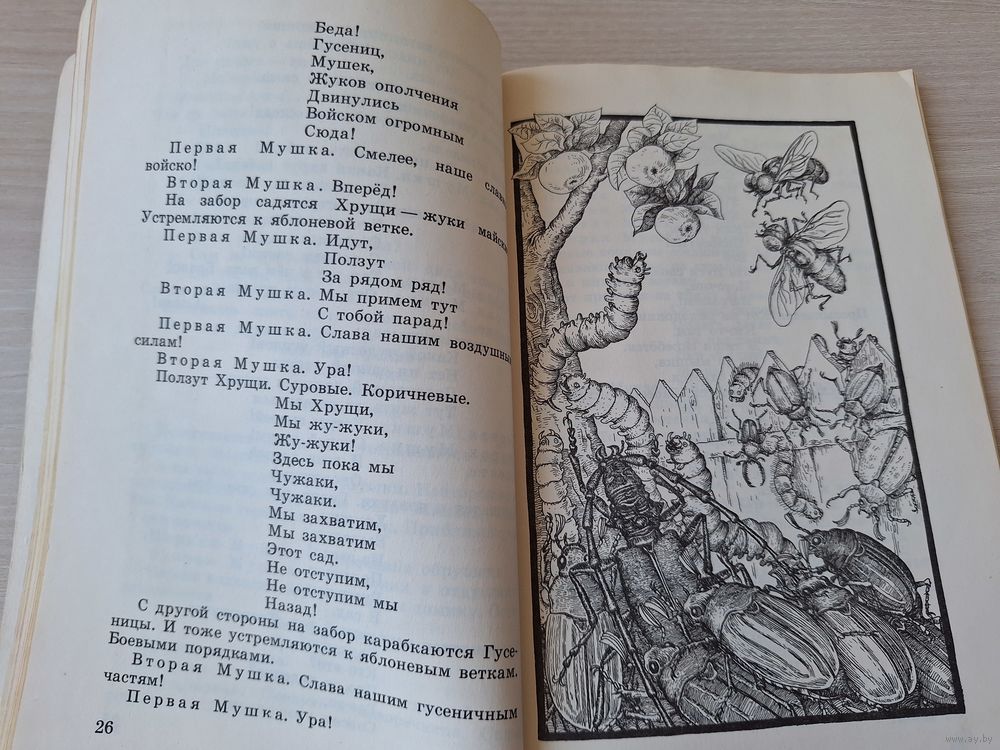 Беда!
Гусениц,
Мушек,
Жуков ополчения
Двинулись
Войском огромным
Сюда!
Первая Мушка. Смелее, наше
войско!
Вторая Мушка. Вперёд!
На забор садятся Хрущи — жуки
Устремляются к яблоневой ветке.
Первая Мушка. Идут,
Ползут
За рядом ряд!
Вторая Мушка. Мы примем тут
С тобой парад!
Первая Мушка. Слава нашим воздушным
силам!
Вторая Мушка. Ура!
Ползут Хрущи. Суровые. Коричневые.
Мы Хрущи,
Мы жу-жуки,
Жу-жуки!
Здесь пока мы
Чужаки,
Чужаки.
Мы захватим,
Мы захватим
Этот сад.
Не отступим,
Не отступим мы
Назад!
С другой стороны на забор карабкаются Гусе-
ницы. И тоже устремляются к яблоневым веткам.
Боевыми порядками.
Вторая Мушка. Слава нашим гусеничным
частям!
Первая Мушка. Ура!
26
www.ay.by